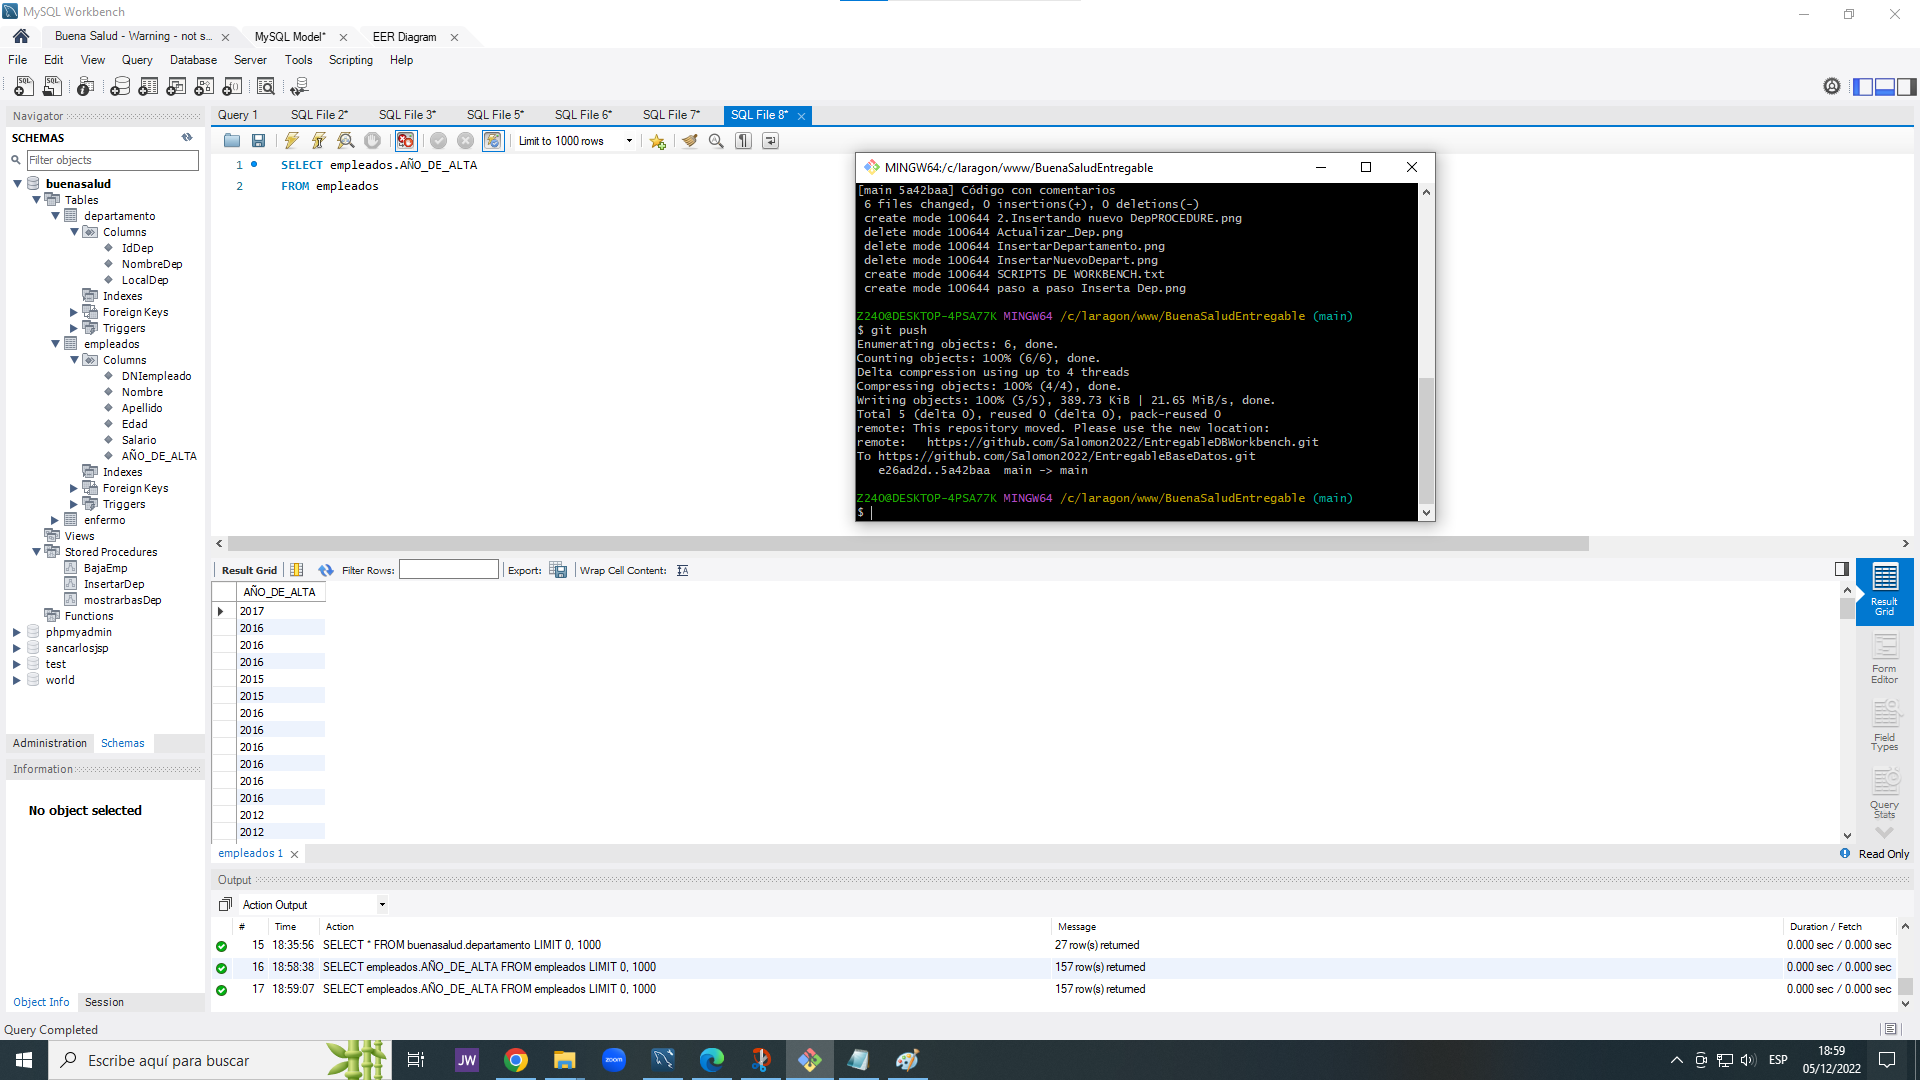 MySQL Workbench
Buena Salud - Warning - not s...
MySQL Model*
EER Diagram
File Edit View Query Database Server Tools Scripting Help
Navigator
SCHEMAS
Filter objects
buenasalud
Tables
departamento
Columns
IdDep
NombreDep
LocalDep
Indexes
Foreign Keys
Triggers
empleados
Columns
DNIempleado
Nombre
Apellido
Edad
Salario
AÑO_DE_ALTA
Indexes
Foreign Keys
Triggers
enfermo
Views
Stored Procedures
BajaEmp
InsertarDep
mostrarbasDep
Functions
phpmyadmin
sancarlosjsp
test
world
Administration Schemas
Information
No object selected
Object Info Session
Query 1 SQL File 2* SQL File 3* SQL File 5* SQL File 6* SQL File 7* SQL File 8*
Limit to 1000 rows
1 SELECT empleados.AÑO_DE_ALTA
2 FROM empleados
MINGW64:/c/laragon/www/BuenaSaludEntregable
[main 5a42baa] Código con comentarios
6 files changed, 0 insertions(+), 0 deletions(-)
create mode 100644 2.Insertando nuevo DepPROCEDURE.png
delete mode 100644 Actualizar_Dep.png
delete mode 100644 InsertarDepartamento.png
delete mode 100644 InsertarNuevoDepart.png
create mode 100644 SCRIPTS DE WORKBENCH.txt
create mode 100644 paso a paso Inserta Dep.png
Z240@DESKTOP-4PSA77K MINGW64 /c/laragon/www/BuenaSaludEntregable (main)
$ git push
Enumerating objects: 6, done.
Counting objects: 100% (6/6), done.
Delta compression using up to 4 threads
Compressing objects: 100% (4/4), done.
Writing objects: 100% (5/5), 389.73 KiB | 21.65 MiB/s, done.
Total 5 (delta 0), reused 0 (delta 0), pack-reused 0
remote: This repository moved. Please use the new location:
remote:   https://github.com/Salomon2022/EntregableDBWorkbench.git
To https://github.com/Salomon2022/EntregableBaseDatos.git
e26ad2d..5a42baa  main -> main
Z240@DESKTOP-4PSA77K MINGW64 /c/laragon/www/BuenaSaludEntregable (main)
$
Result Grid Filter Rows: Export: Wrap Cell Content:
AÑO_DE_ALTA
2017
2016
2016
2016
2015
2015
2016
2016
2016
2016
2016
2016
2012
2012
Result
Grid
Form
Editor
Field
Types
Query
Stats
empleados 1
Read Only
Output
Action Output
# Time Action Message Duration / Fetch
15 18:35:56 SELECT * FROM buenasalud.departamento LIMIT 0, 1000 27 row(s) returned 0.000 sec / 0.000 sec
16 18:58:38 SELECT empleados.AÑO_DE_ALTA FROM empleados LIMIT 0, 1000 157 row(s) returned 0.000 sec / 0.000 sec
17 18:59:07 SELECT empleados.AÑO_DE_ALTA FROM empleados LIMIT 0, 1000 157 row(s) returned 0.000 sec / 0.000 sec
Query Completed
Escribe aquí para buscar
JW
zoom
ESP
18:59
05/12/2022